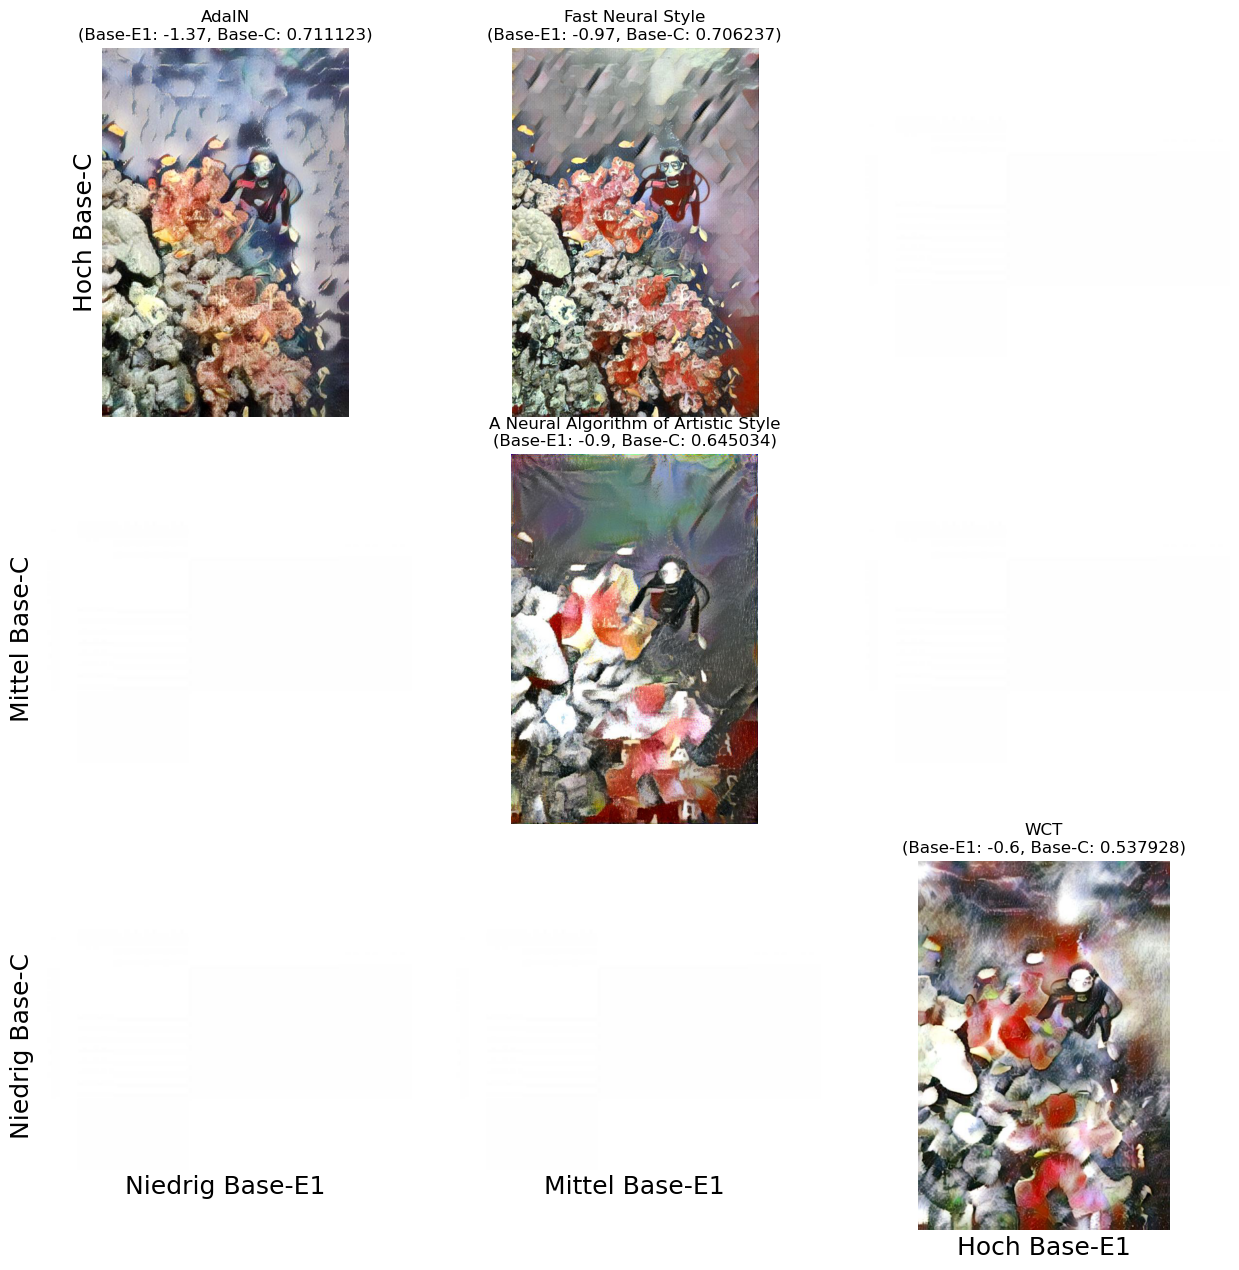 AdaIN
(Base-E1: -1.37, Base-C: 0.711123)
Fast Neural Style
(Base-E1: -0.97, Base-C: 0.706237)
Hoch Base-C
A Neural Algorithm of Artistic Style
(Base-E1: -0.9, Base-C: 0.645034)
Mittel Base-C
WCT
(Base-E1: -0.6, Base-C: 0.537928)
Niedrig Base-C
Niedrig Base-E1
Mittel Base-E1
Hoch Base-E1